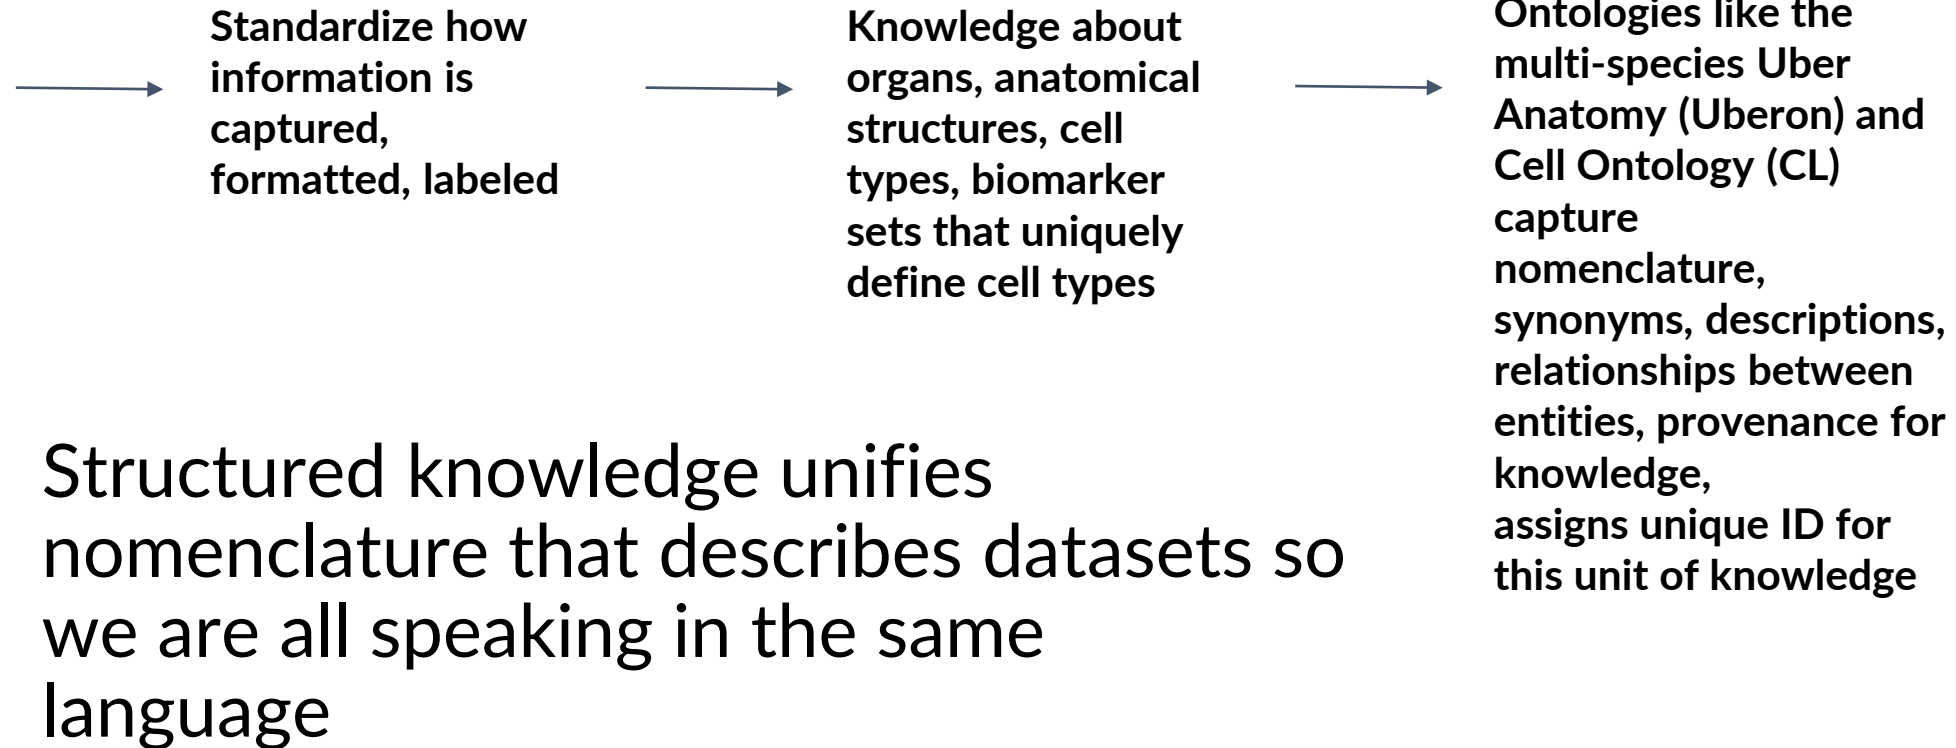 Standardize how
information is
captured,
formatted, labeled
Knowledge about
organs, anatomical
structures, cell
types, biomarker
sets that uniquely
define cell types
Ontologies like the
multi-species Uber
Anatomy (Uberon) and
Cell Ontology (CL)
capture
nomenclature,
synonyms, descriptions,
relationships between
entities, provenance for
knowledge,
assigns unique ID for
this unit of knowledge
Structured knowledge unifies
nomenclature that describes datasets so
we are all speaking in the same
language